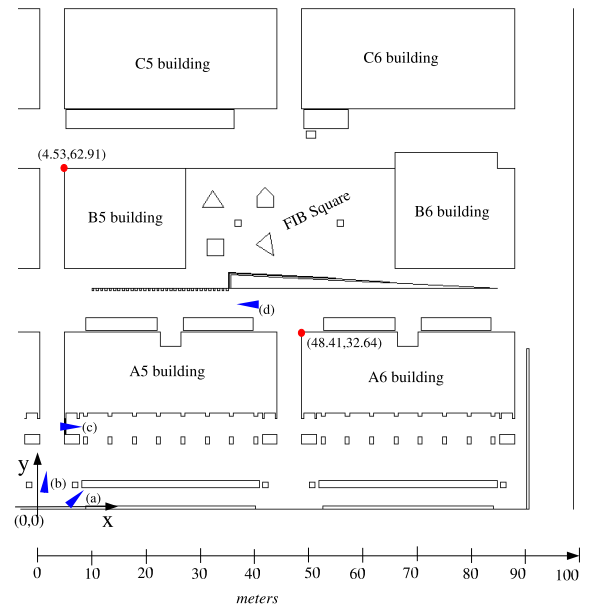 C5 building
C6 building
(4.53,62.91)
B5 building
FIB Square
B6 building
(d)
(48.41,32.64)
A5 building
A6 building
(c)
y
(b)
(a)
(0,0)
x
0 10 20 30 40 50 60 70 80 90 100
meters